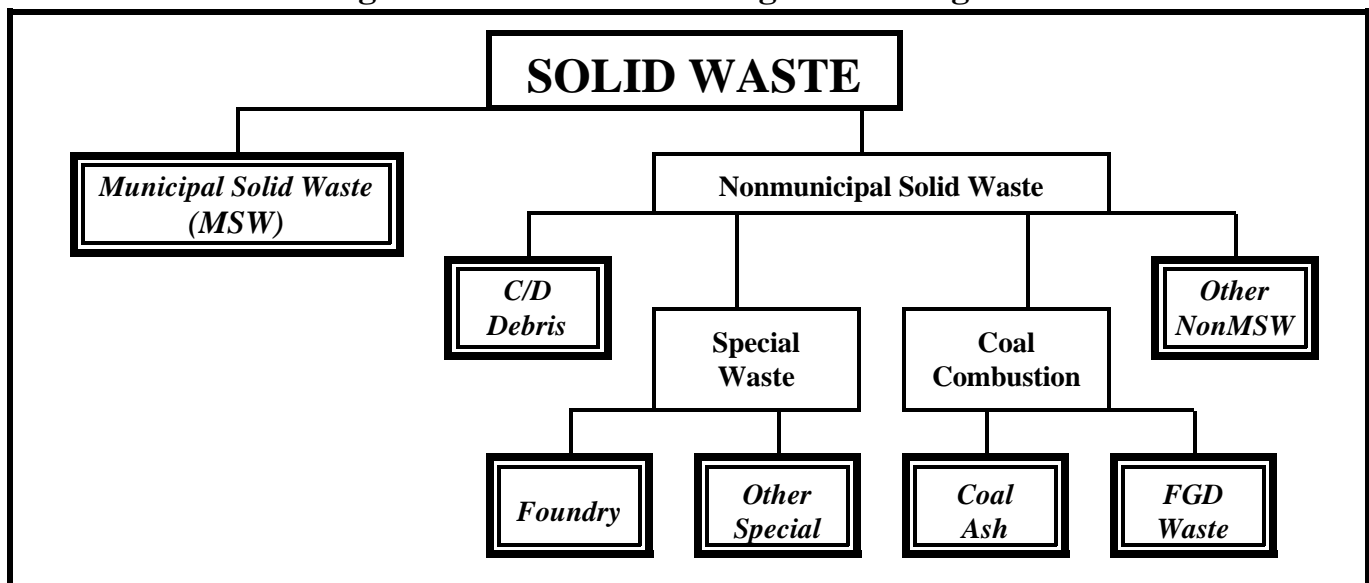 SOLID WASTE
Municipal Solid Waste
(MSW)
Nonmunicipal Solid Waste
C/D
Debris
Special
Waste
Coal
Combustion
Other
NonMSW
Foundry
Other
Special
Coal
Ash
FGD
Waste